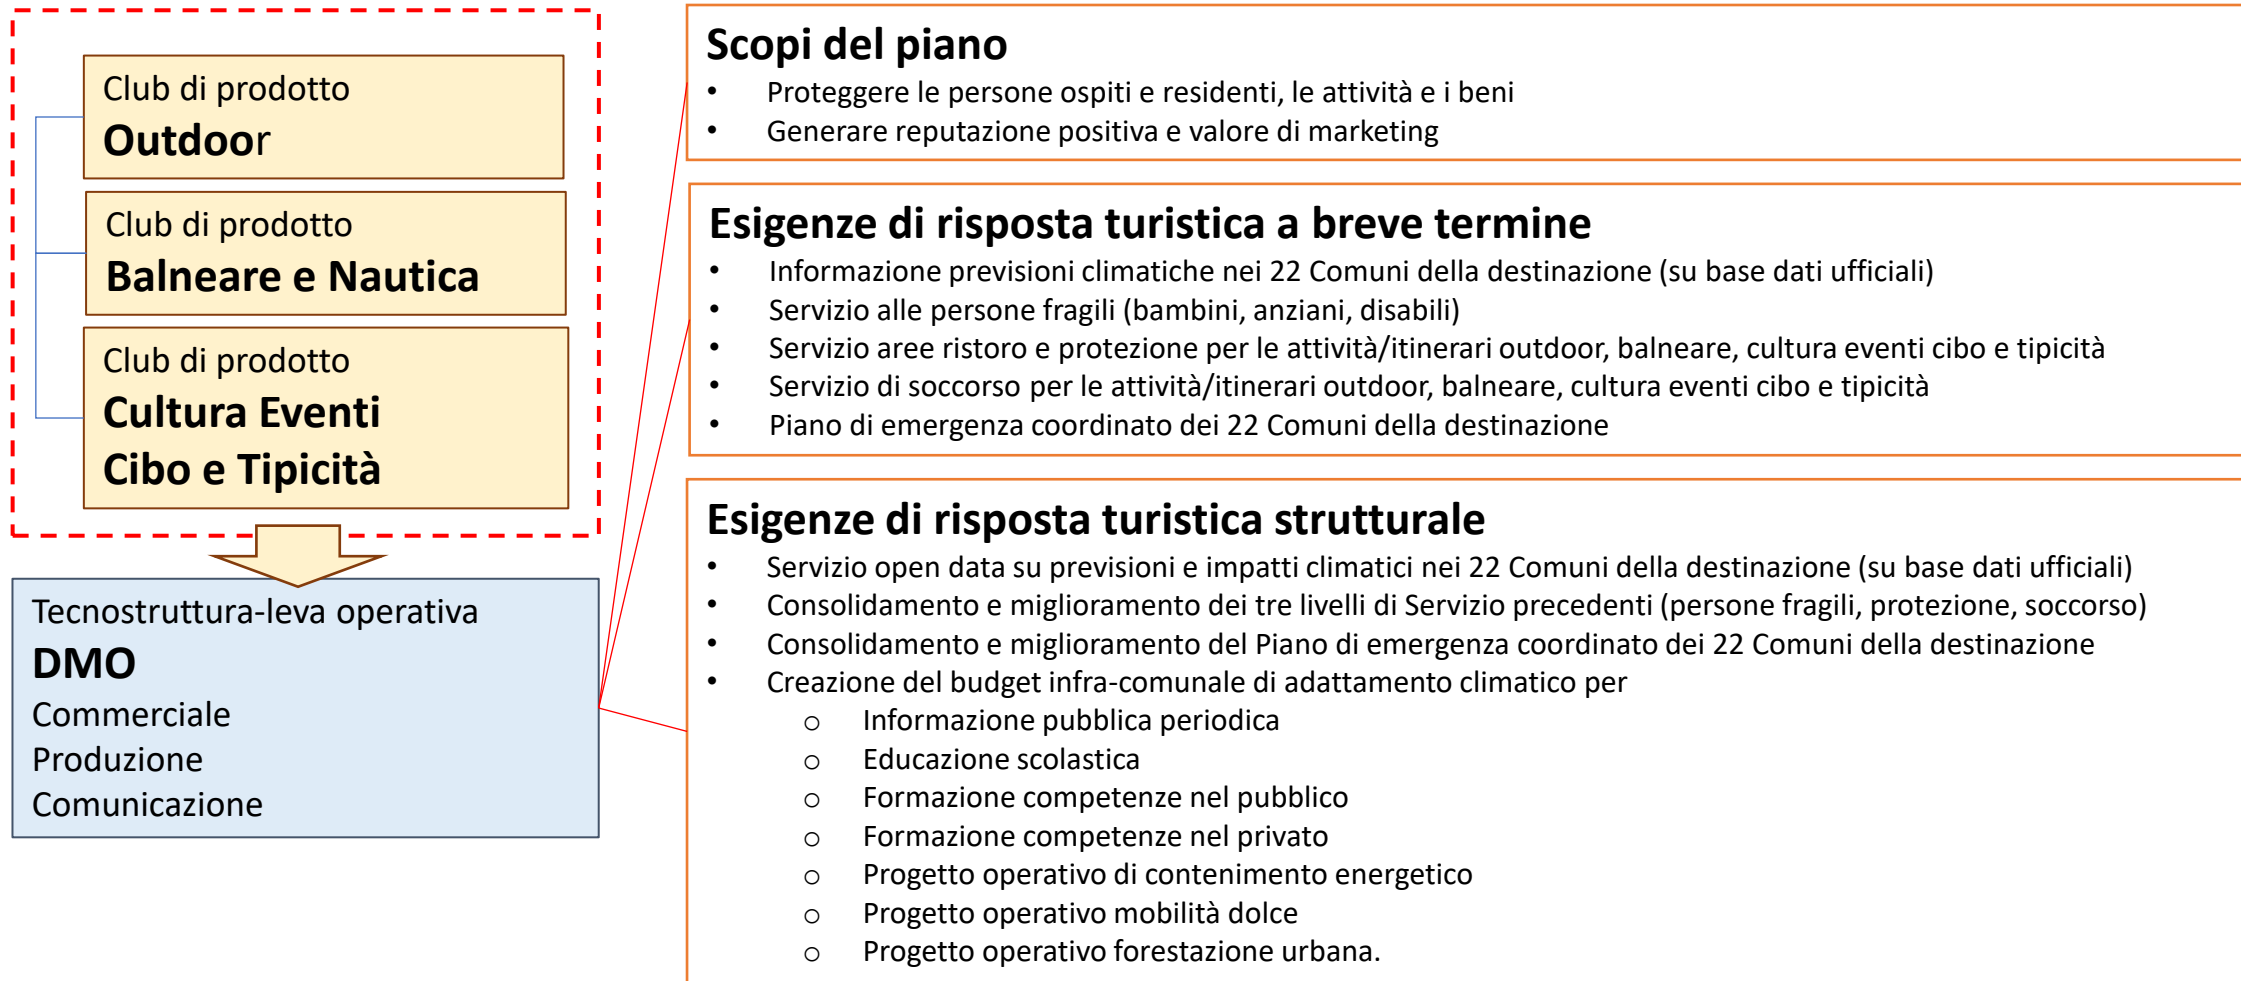 Club di prodotto
Outdoor
Club di prodotto
Balneare e Nautica
Club di prodotto
Cultura Eventi
Cibo e Tipicità
Tecnostruttura-leva operativa
DMO
Commerciale
Produzione
Comunicazione
Scopi del piano
• Proteggere le persone ospiti e residenti, le attività e i beni
• Generare reputazione positiva e valore di marketing
Esigenze di risposta turistica a breve termine
• Informazione previsioni climatiche nei 22 Comuni della destinazione (su base dati ufficiali)
• Servizio alle persone fragili (bambini, anziani, disabili)
• Servizio aree ristoro e protezione per le attività/itinerari outdoor, balneare, cultura eventi cibo e tipicità
• Servizio di soccorso per le attività/itinerari outdoor, balneare, cultura eventi cibo e tipicità
• Piano di emergenza coordinato dei 22 Comuni della destinazione
Esigenze di risposta turistica strutturale
• Servizio open data su previsioni e impatti climatici nei 22 Comuni della destinazione (su base dati ufficiali)
• Consolidamento e miglioramento dei tre livelli di Servizio precedenti (persone fragili, protezione, soccorso)
• Consolidamento e miglioramento del Piano di emergenza coordinato dei 22 Comuni della destinazione
• Creazione del budget infra-comunale di adattamento climatico per
o Informazione pubblica periodica
o Educazione scolastica
o Formazione competenze nel pubblico
o Formazione competenze nel privato
o Progetto operativo di contenimento energetico
o Progetto operativo mobilità dolce
o Progetto operativo forestazione urbana.